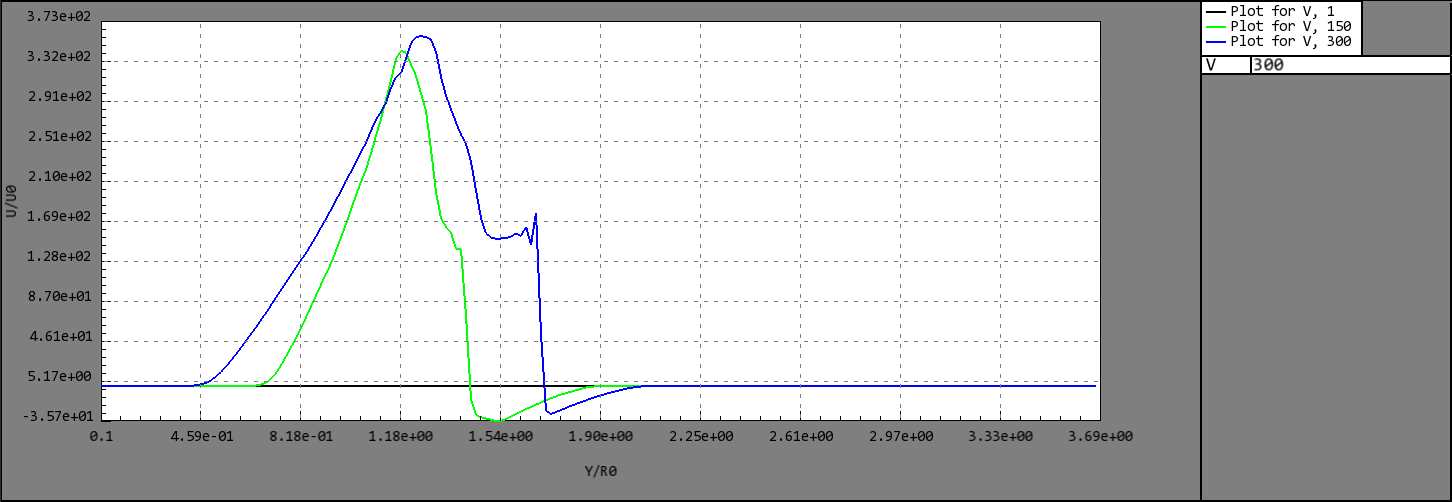 3.73e+02
3.32e+02
2.91e+02
2.51e+02
2.10e+02
1.69e+02
1.28e+02
8.70e+01
4.61e+01
5.17e+00
-3.57e+01
U/U0
0.1 4.59e-01 8.18e-01 1.18e+00 1.54e+00 1.90e+00 2.25e+00 2.61e+00 2.97e+00 3.33e+00 3.69e+00
Y/R0
Plot for V, 1
Plot for V, 150
Plot for V, 300
V 300